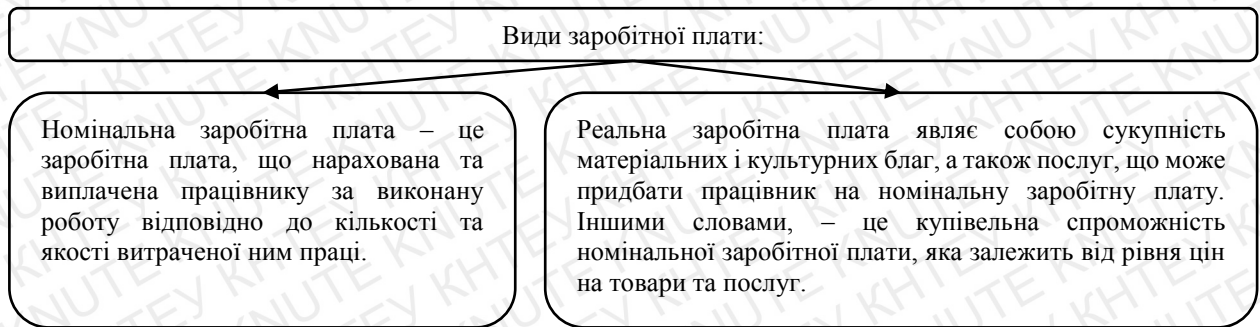 Види заробітної плати:
Номінальна заробітна плата – це
заробітна плата, що нарахована та
виплачена працівнику за виконану
роботу відповідно до кількості та
якості витраченої ним праці.
Реальна заробітна плата являє собою сукупність
матеріальних і культурних благ, а також послуг, що може
придбати працівник на номінальну заробітну плату.
Іншими словами, – це купівельна спроможність
номінальної заробітної плати, яка залежить від рівня цін
на товари та послуг.